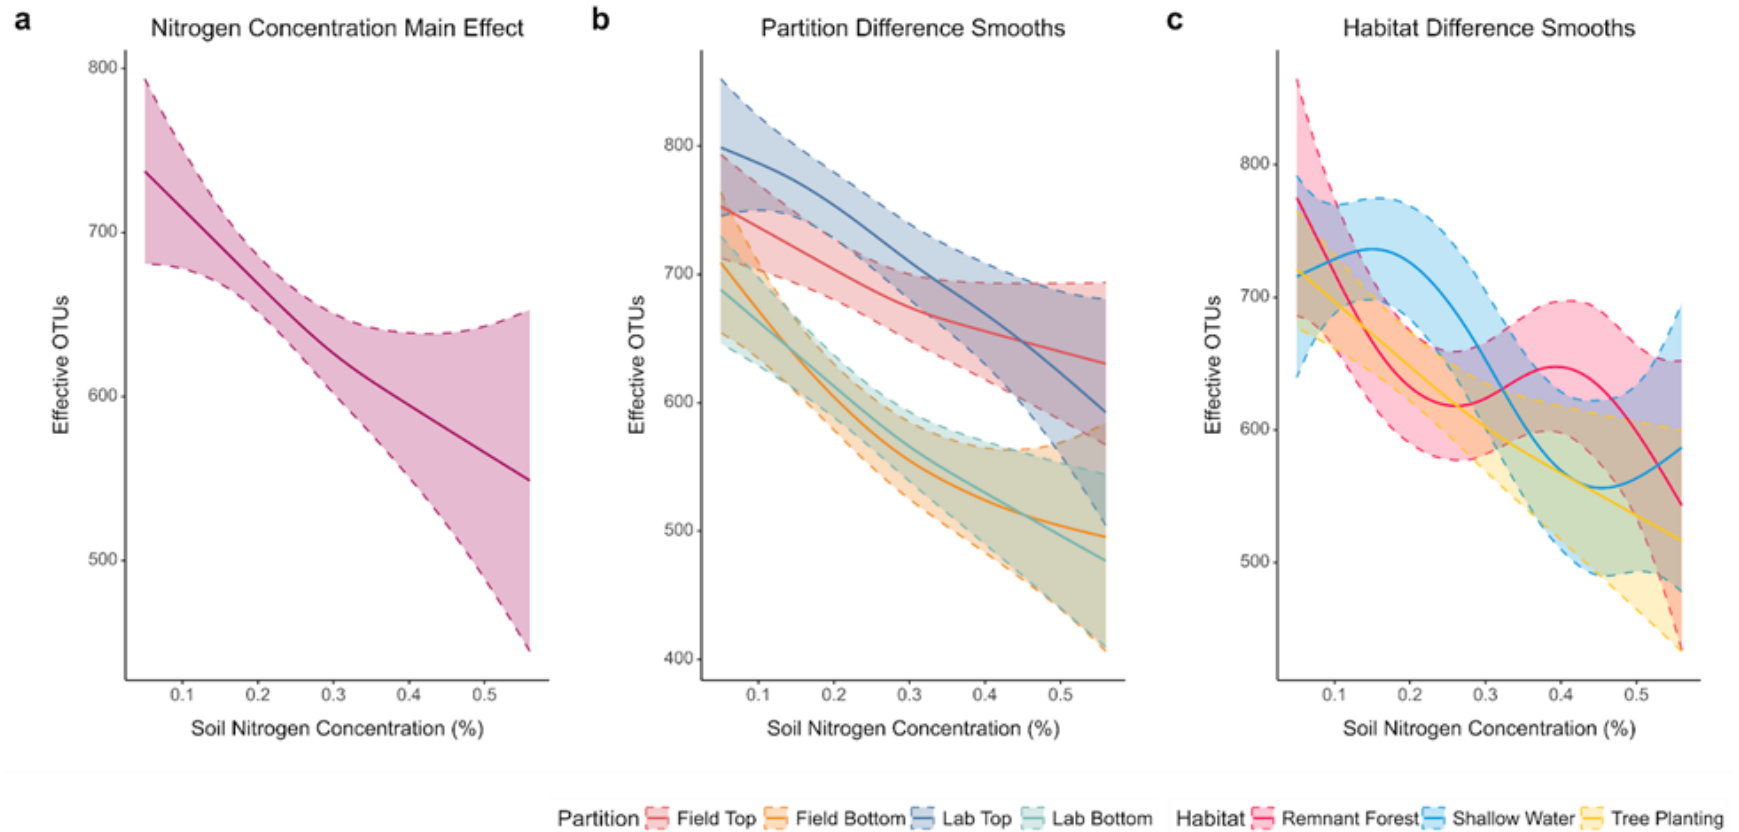 a
Nitrogen Concentration Main Effect
Effective OTUs
800
700
600
500
0.1 0.2 0.3 0.4 0.5
Soil Nitrogen Concentration (%)
b
Partition Difference Smooths
Effective OTUs
800
700
600
500
400
0.1 0.2 0.3 0.4 0.5
Soil Nitrogen Concentration (%)
c
Habitat Difference Smooths
Effective OTUs
800
700
600
500
0.1 0.2 0.3 0.4 0.5
Soil Nitrogen Concentration (%)
Partition Field Top Field Bottom Lab Top Lab Bottom
Habitat Remnant Forest Shallow Water Tree Planting